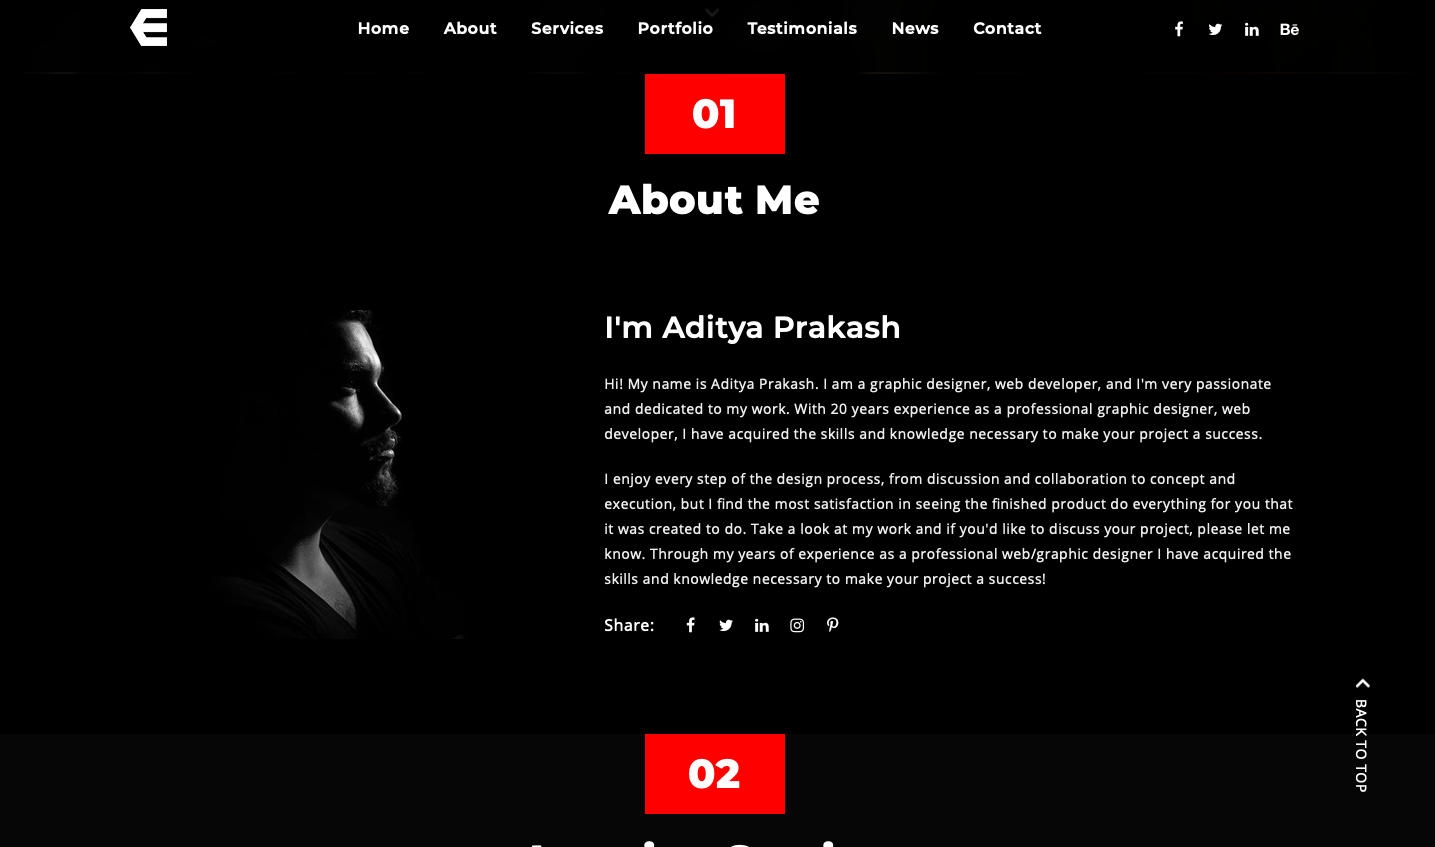 Home About Services Portfolio Testimonials News Contact Bē
01
About Me
I'm Aditya Prakash
Hi! My name is Aditya Prakash. I am a graphic designer, web developer, and I'm very passionate
and dedicated to my work. With 20 years experience as a professional graphic designer, web
developer, I have acquired the skills and knowledge necessary to make your project a success.
I enjoy every step of the design process, from discussion and collaboration to concept and
execution, but I find the most satisfaction in seeing the finished product do everything for you that
it was created to do. Take a look at my work and if you'd like to discuss your project, please let me
know. Through my years of experience as a professional web/graphic designer I have acquired the
skills and knowledge necessary to make your project a success!
Share:
BACK TO TOP
02